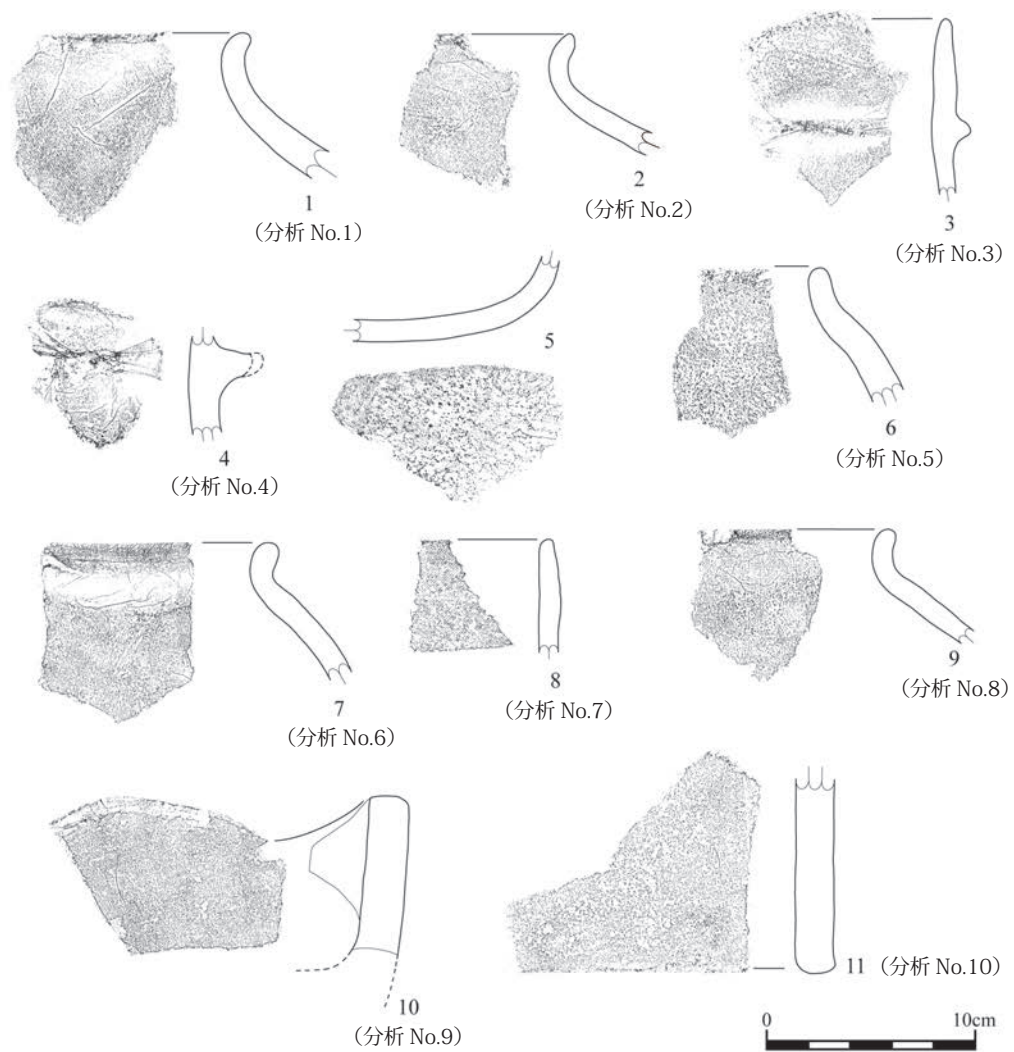 1
（分析 No.1）
2
（分析 No.2）
3
（分析 No.3）
4
（分析 No.4）
5
6
（分析 No.5）
7
（分析 No.6）
8
（分析 No.7）
9
（分析 No.8）
10
（分析 No.9）
11（分析 No.10）
0 10cm